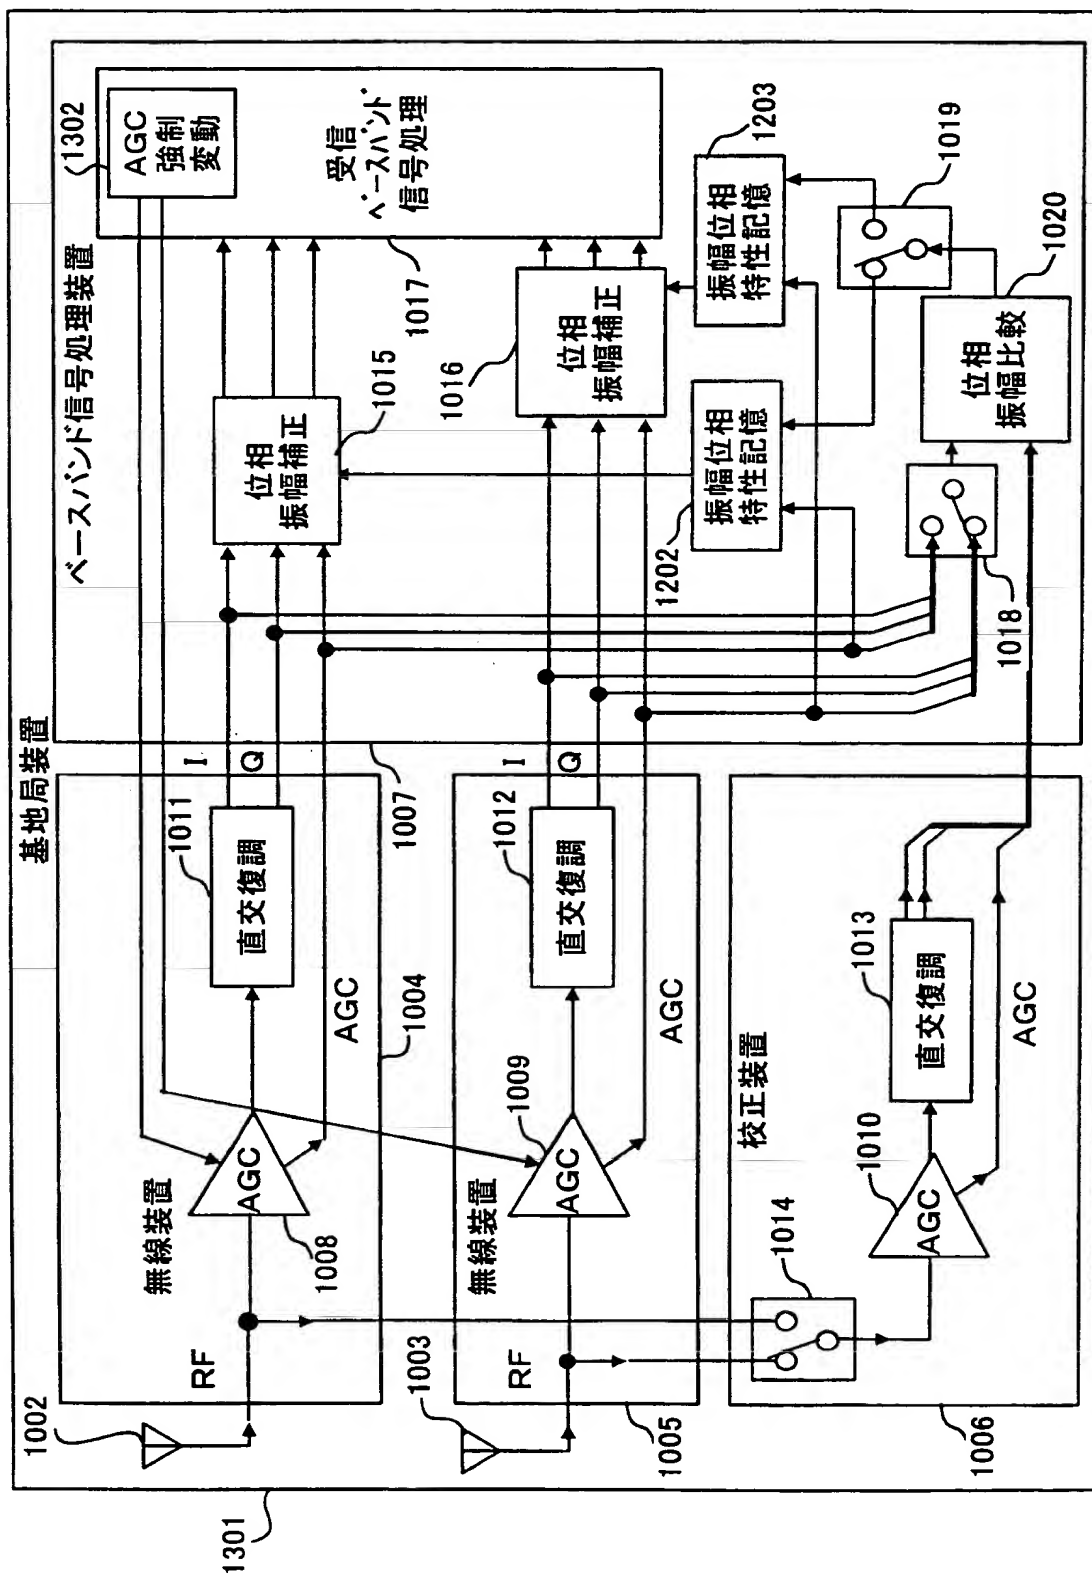 基地局装置
1301
1002
RF
無線装置
AGC
1008
AGC
1004
直交復調
1011
I
Q
1003
RF
無線装置
AGC
1009
1005
AGC
直交復調
1012
I
Q
校正装置
1014
AGC
1010
直交復調
1013
AGC
1006
ベースバンド信号処理装置
1007
位相
振幅補正
1015
位相
振幅補正
1016
AGC
強制
変動
1302
受信
ベースバンド
信号処理
1017
振幅位相
特性記憶
1202
振幅位相
特性記憶
1203
1018
1019
位相
振幅比較
1020